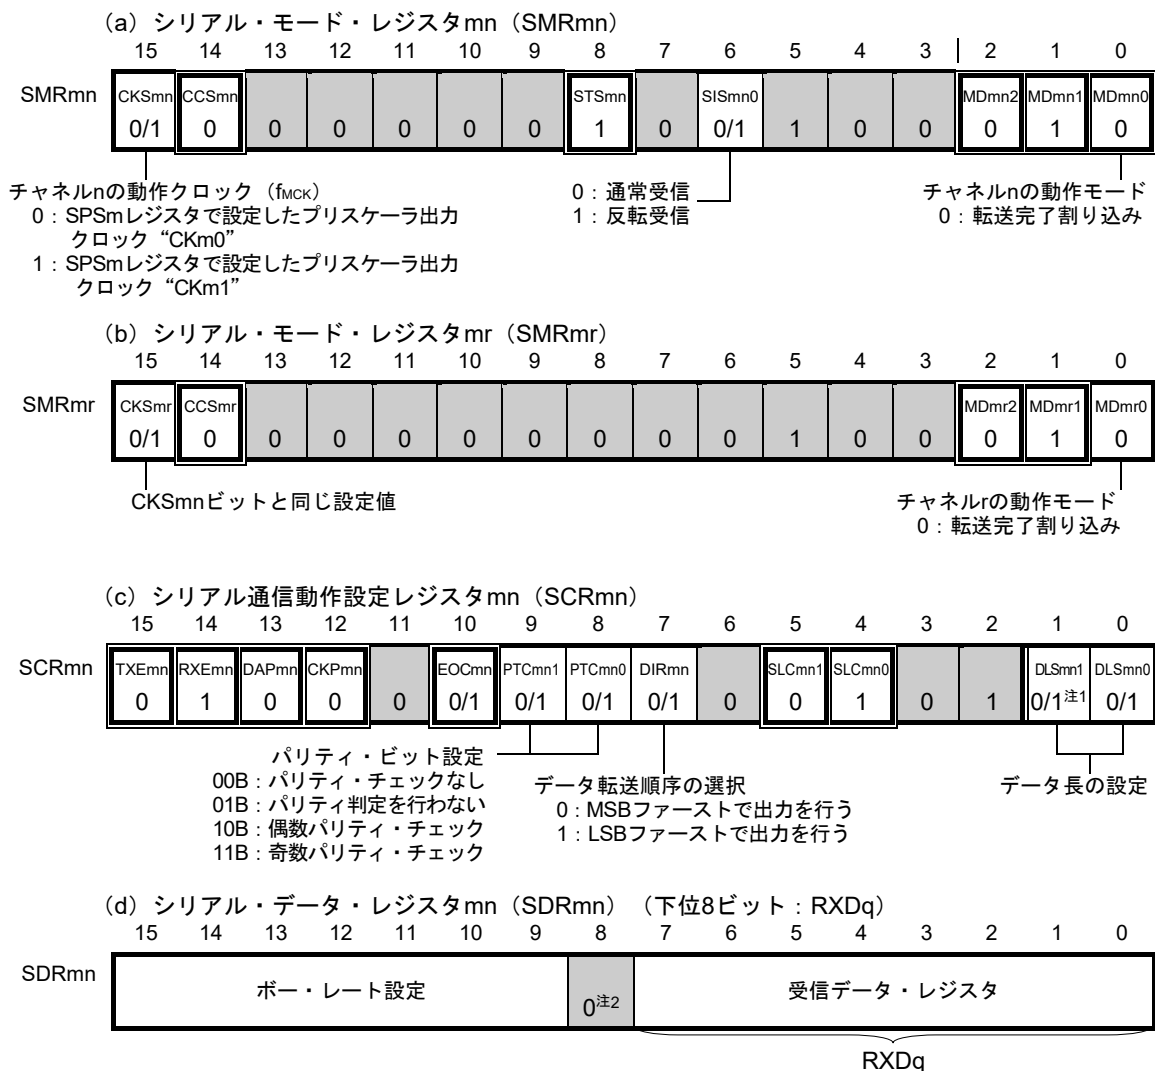 (a) シリアル・モード・レジスタmn（SMRmn）
15 14 13 12 11 10 9 8 7 6 5 4 3 2 1 0
SMRmn CKSmn CCSmn STSmn SISmn0 MDmn2 MDmn1 MDmn0
0/1 0 0 0 0 0 0 1 0 0/1 1 0 0 0 1 0
チャネルnの動作クロック（fMCK）
0：SPSmレジスタで設定したプリスケーラ出力
クロック“CKm0”
1：SPSmレジスタで設定したプリスケーラ出力
クロック“CKm1”
0：通常受信
1：反転受信
チャネルnの動作モード
0：転送完了割り込み
(b) シリアル・モード・レジスタmr（SMRmr）
15 14 13 12 11 10 9 8 7 6 5 4 3 2 1 0
SMRmr CKSmr CCSmr MDmr2 MDmr1 MDmr0
0/1 0 0 0 0 0 0 0 0 0 1 0 0 0 1 0
CKSmnビットと同じ設定値
チャネルrの動作モード
0：転送完了割り込み
(c) シリアル通信動作設定レジスタmn（SCRmn）
15 14 13 12 11 10 9 8 7 6 5 4 3 2 1 0
SCRmn TXEmn RXEmn DAPmn CKPmn EOCmn PTCmn1 PTCmn0 DIRmn SLCmn1 SLCmn0 DLSmn1 DLSmn0
0 1 0 0 0 0/1 0/1 0/1 0/1 0 0 1 0 1 0/1注1 0/1
パリティ・ビット設定
00B：パリティ・チェックなし
01B：パリティ判定を行わない
10B：偶数パリティ・チェック
11B：奇数パリティ・チェック
データ転送順序の選択
0：MSBファーストで出力を行う
1：LSBファーストで出力を行う
データ長の設定
(d) シリアル・データ・レジスタmn（SDRmn）（下位8ビット：RXDq）
15 14 13 12 11 10 9 8 7 6 5 4 3 2 1 0
SDRmn ボー・レート設定 0注2 受信データ・レジスタ
RXDq